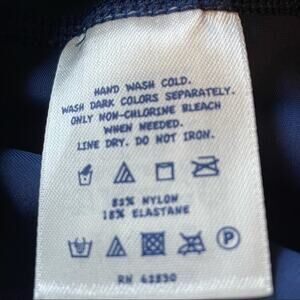 HAND WASH COLD.
WASH DARK COLORS SEPARATELY.
ONLY NON-CHLORINE BLEACH
WHEN NEEDED.
LINE DRY. DO NOT IRON.
82% NYLON
18% ELASTANE
P
RN 41830